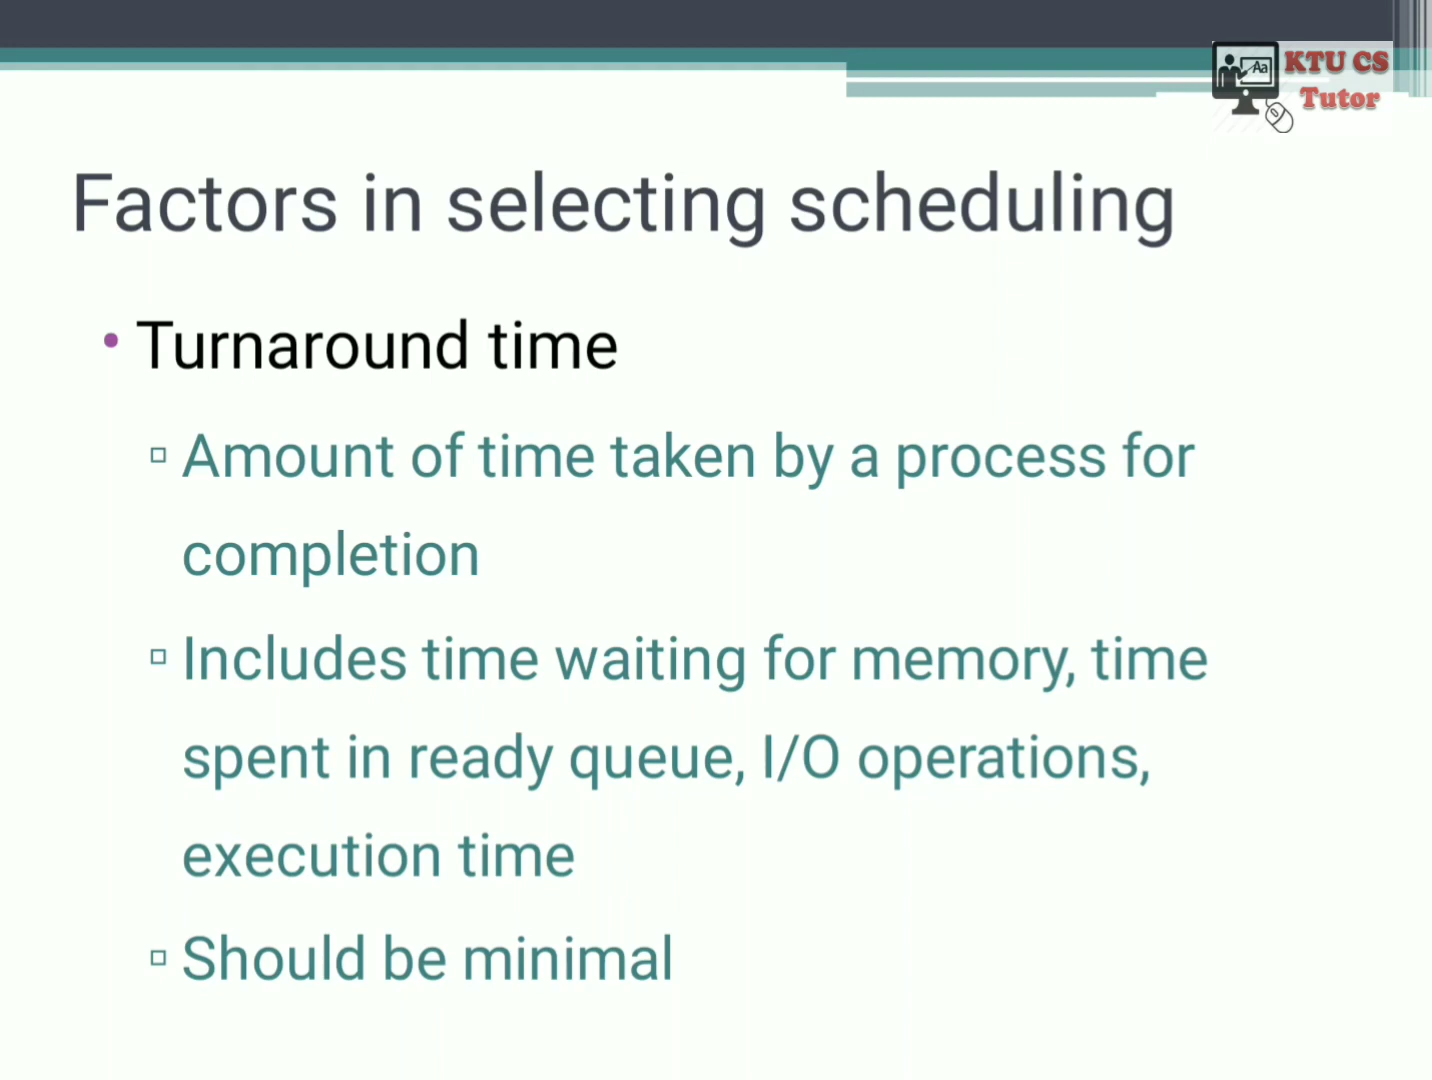 Aa
KTU CS
Tutor
Factors in selecting scheduling
• Turnaround time
▫ Amount of time taken by a process for
completion
▫ Includes time waiting for memory, time
spent in ready queue, I/O operations,
execution time
▫ Should be minimal